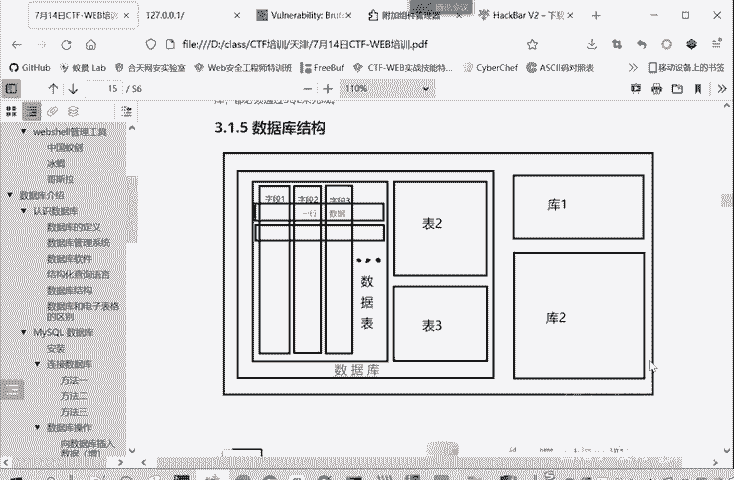 7月14日CTF-WEB培训
127.0.0.1/
Vulnerability: Brut
附加组件管理器
HackBar V2 – 下载
file:///D:/class/CTF培训/天津/7月14日CTF-WEB培训.pdf
GitHub
蚁景 Lab
合天网安实验室
Web安全工程师特训班
FreeBuf
CTF-WEB实战技能特...
CyberChef
ASCII码对照表
移动设备上的书签
15 / 56
110%
webshell管理工具
中国蚁剑
冰蝎
哥斯拉
数据库介绍
认识数据库
数据库的定义
数据库管理系统
数据库软件
结构化查询语言
数据库结构
数据库和电子表格
的区别
MySQL 数据库
安装
连接数据库
方法一
方法二
方法三
数据库操作
向数据库插入
数据（增）
3.1.5 数据库结构
字段1
字段2
字段3
一行
数据
数据表
表2
表3
数据库
库1
库2